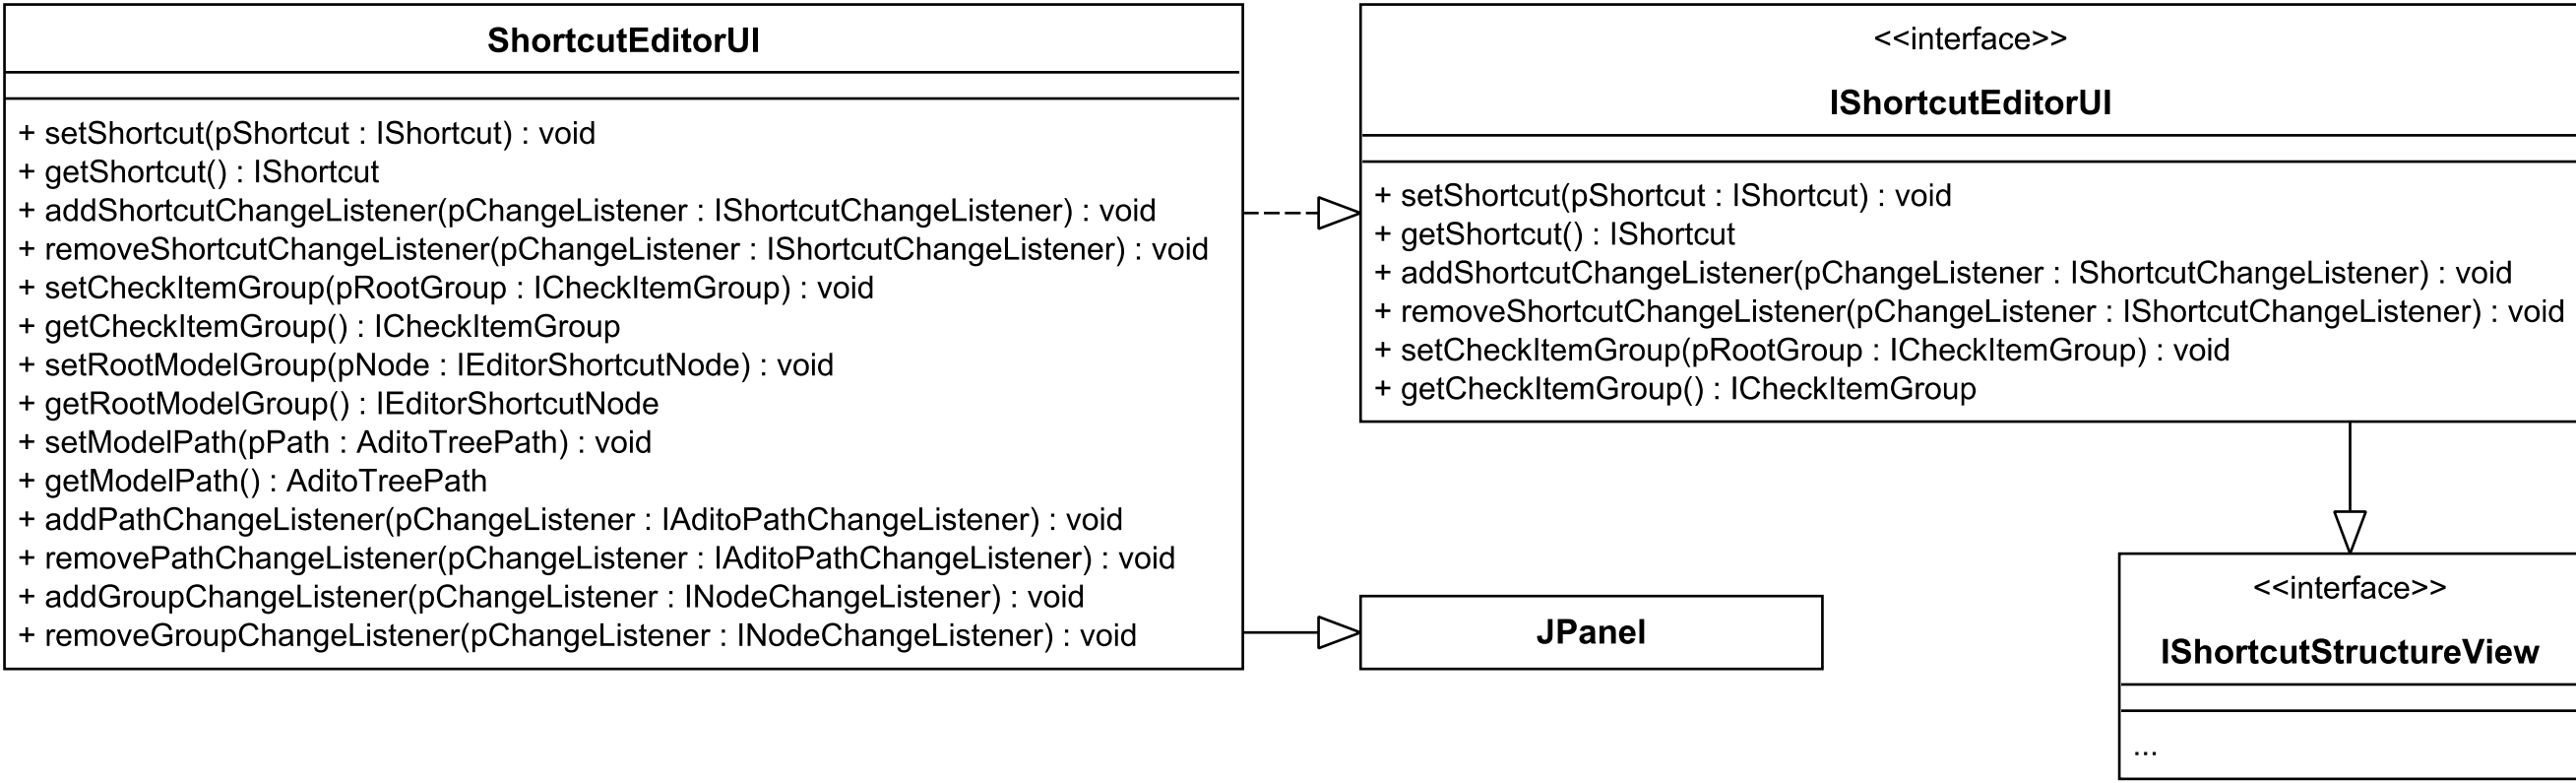 ShortcutEditorUI
+ setShortcut(pShortcut : IShortcut) : void
+ getShortcut() : IShortcut
+ addShortcutChangeListener(pChangeListener : IShortcutChangeListener) : void
+ removeShortcutChangeListener(pChangeListener : IShortcutChangeListener) : void
+ setCheckItemGroup(pRootGroup : ICheckItemGroup) : void
+ getCheckItemGroup() : ICheckItemGroup
+ setRootModelGroup(pNode : IEditorShortcutNode) : void
+ getRootModelGroup() : IEditorShortcutNode
+ setModelPath(pPath : AditoTreePath) : void
+ getModelPath() : AditoTreePath
+ addPathChangeListener(pChangeListener : IAditoPathChangeListener) : void
+ removePathChangeListener(pChangeListener : IAditoPathChangeListener) : void
+ addGroupChangeListener(pChangeListener : INodeChangeListener) : void
+ removeGroupChangeListener(pChangeListener : INodeChangeListener) : void
<<interface>>
IShortcutEditorUI
+ setShortcut(pShortcut : IShortcut) : void
+ getShortcut() : IShortcut
+ addShortcutChangeListener(pChangeListener : IShortcutChangeListener) : void
+ removeShortcutChangeListener(pChangeListener : IShortcutChangeListener) : void
+ setCheckItemGroup(pRootGroup : ICheckItemGroup) : void
+ getCheckItemGroup() : ICheckItemGroup
JPanel
<<interface>>
IShortcutStructureView
...